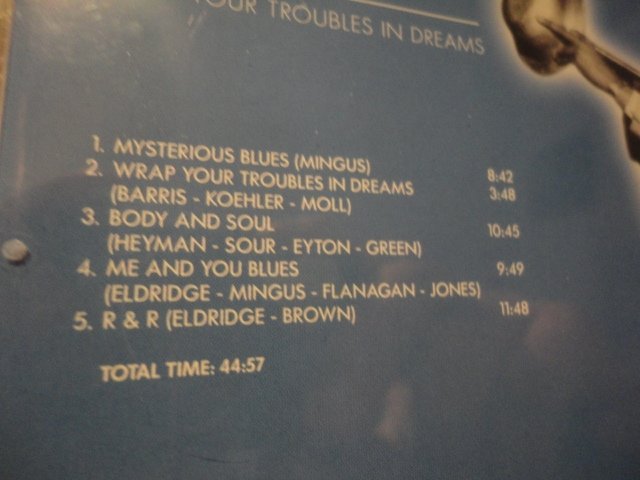 YOUR TROUBLES IN DREAMS
1. MYSTERIOUS BLUES (MINGUS) 8:42
2. WRAP YOUR TROUBLES IN DREAMS 3:48
(BARRIS - KOEHLER - MOLL)
3. BODY AND SOUL 10:45
(HEYMAN - SOUR - EYTON - GREEN)
4. ME AND YOU BLUES 9:49
(ELDRIDGE - MINGUS - FLANAGAN - JONES)
5. R & R (ELDRIDGE - BROWN) 11:48
TOTAL TIME: 44:57